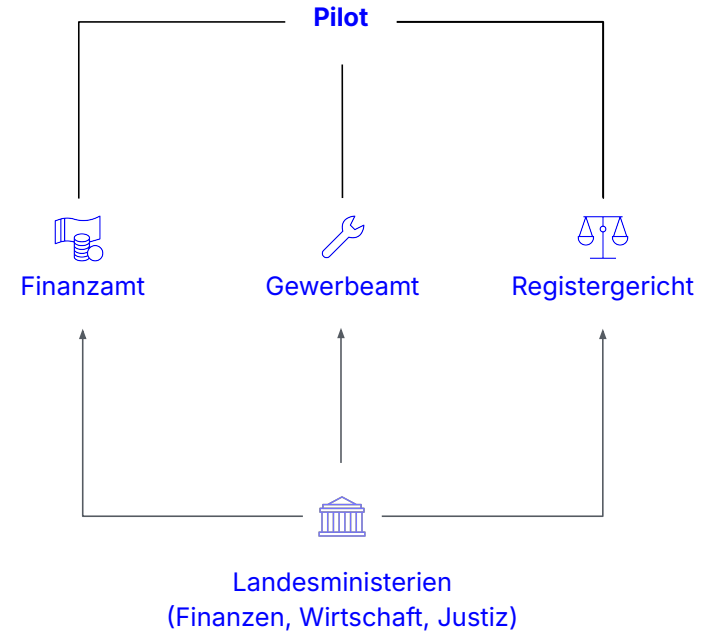 Pilot
Finanzamt
Gewerbeamt
Registergericht
Landesministerien
(Finanzen, Wirtschaft, Justiz)